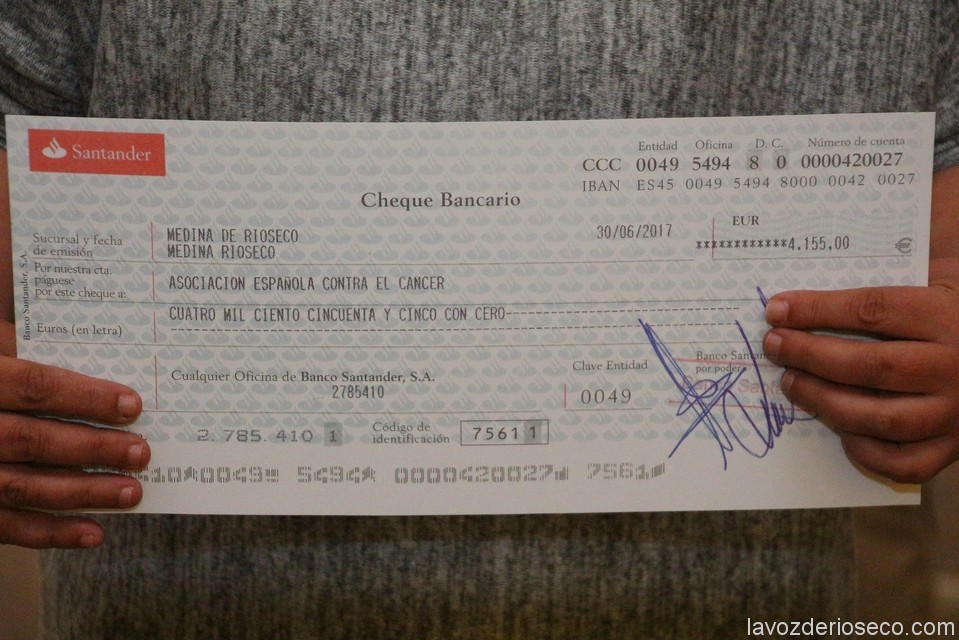 Santander
Entidad Oficina D. C. Número de cuenta
CCC 0049 5494 8 0 0000420027
IBAN ES45 0049 5494 8000 0042 0027
Cheque Bancario
EUR
Sucursal y fecha
de emisión
MEDINA DE RIOSECO
MEDINA RIOSECO
30/06/2017
************4.155,00
€
Por nuestra cta.
páguese
por este cheque a:
ASOCIACION ESPAÑOLA CONTRA EL CANCER
Euros (en letra)
CUATRO MIL CIENTO CINCUENTA Y CINCO CON CERO
Banco Santander, S.A.
Cualquier Oficina de Banco Santander, S.A.
2785410
Clave Entidad
0049
Banco
por poder
2.785.410 1
Código de
identificación
7561 1
0049 5494 0000420027 7561
lavozderioseco.com